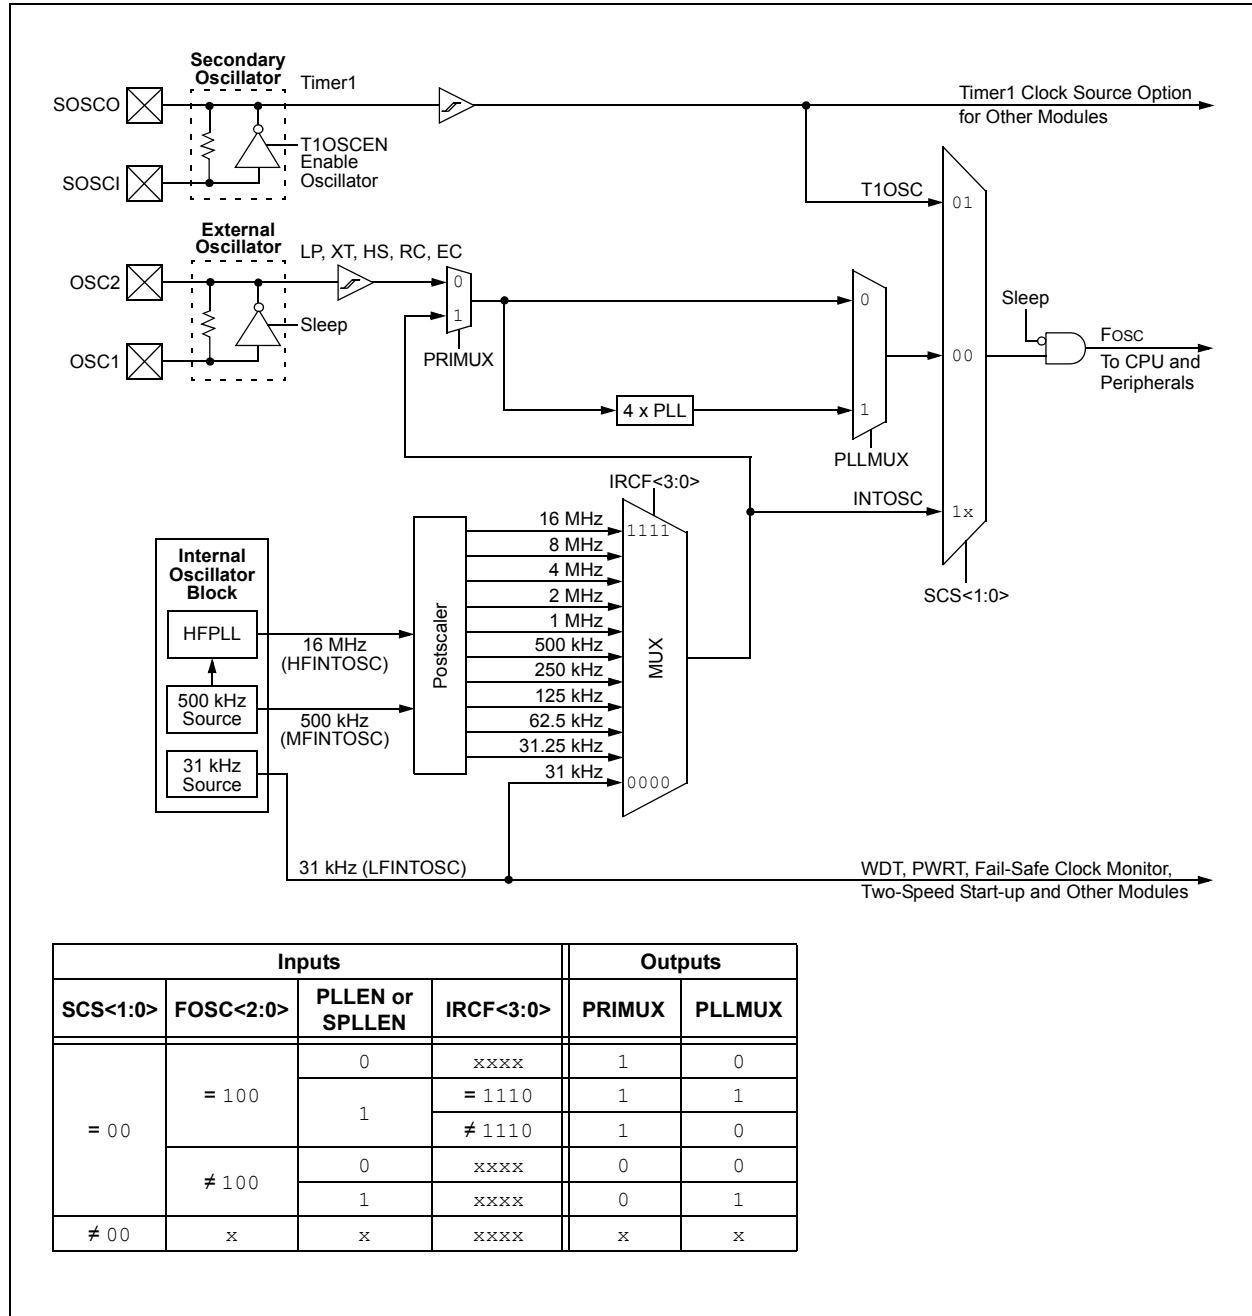 Secondary
Oscillator
Timer1
SOSCO
SOSCI
T1OSCEN
Enable
Oscillator
Timer1 Clock Source Option
for Other Modules
T1OSC
01
External
Oscillator
LP, XT, HS, RC, EC
OSC2
OSC1
Sleep
0
1
PRIMUX
4 x PLL
0
1
PLLMUX
00
Sleep
FOSC
To CPU and
Peripherals
INTOSC
1x
SCS<1:0>
IRCF<3:0>
Internal
Oscillator
Block
HFPLL
500 kHz
Source
31 kHz
Source
16 MHz
(HFINTOSC)
500 kHz
(MFINTOSC)
Postscaler
16 MHz
8 MHz
4 MHz
2 MHz
1 MHz
500 kHz
250 kHz
125 kHz
62.5 kHz
31.25 kHz
31 kHz
1111
MUX
0000
31 kHz (LFINTOSC)
WDT, PWRT, Fail-Safe Clock Monitor,
Two-Speed Start-up and Other Modules
Inputs Outputs
SCS<1:0> FOSC<2:0> PLLEN or SPLLEN IRCF<3:0> PRIMUX PLLMUX
= 00 = 100 0 xxxx 1 0
1 = 1110 1 1
≠ 1110 1 0
≠ 100 0 xxxx 0 0
1 xxxx 0 1
≠ 00 x x xxxx x x